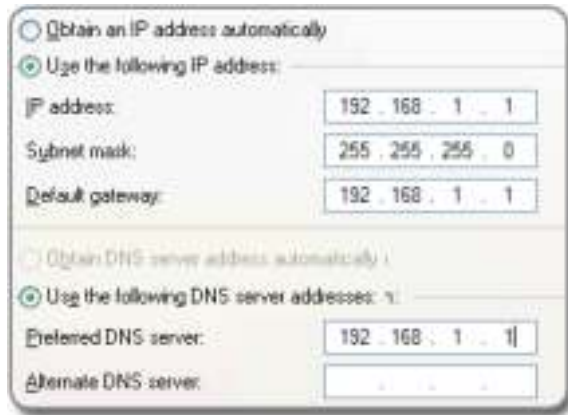 Obtain an IP address automatically
Use the following IP address:
IP address: 192 . 168 . 1 . 1
Subnet mask: 255 . 255 . 255 . 0
Default gateway: 192 . 168 . 1 . 1
Obtain DNS server address automatically
Use the following DNS server addresses:
Preferred DNS server: 192 . 168 . 1 . 1
Alternate DNS server: . . .